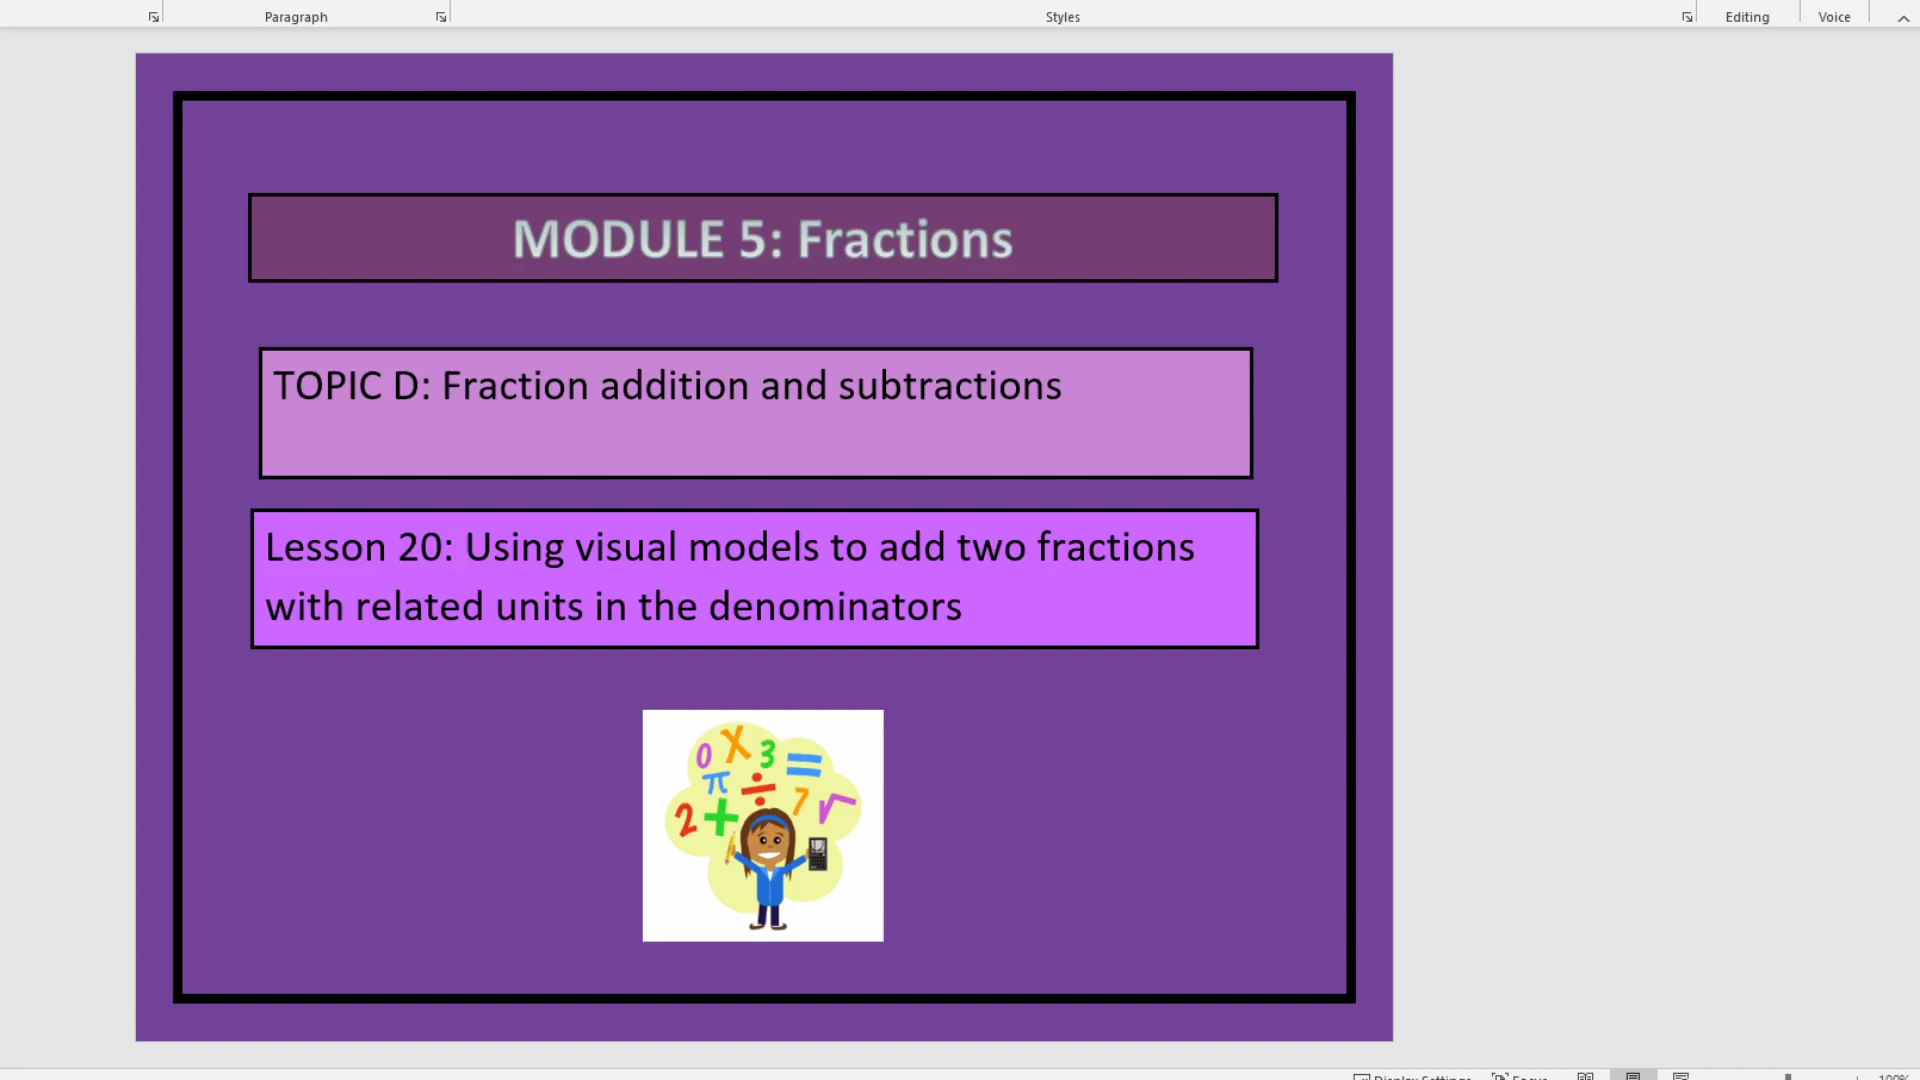 Paragraph
Styles
Editing
Voice
MODULE 5: Fractions
TOPIC D: Fraction addition and subtractions
Lesson 20: Using visual models to add two fractions
with related units in the denominators
0 X 3 =
π ÷ 7 √
2 +